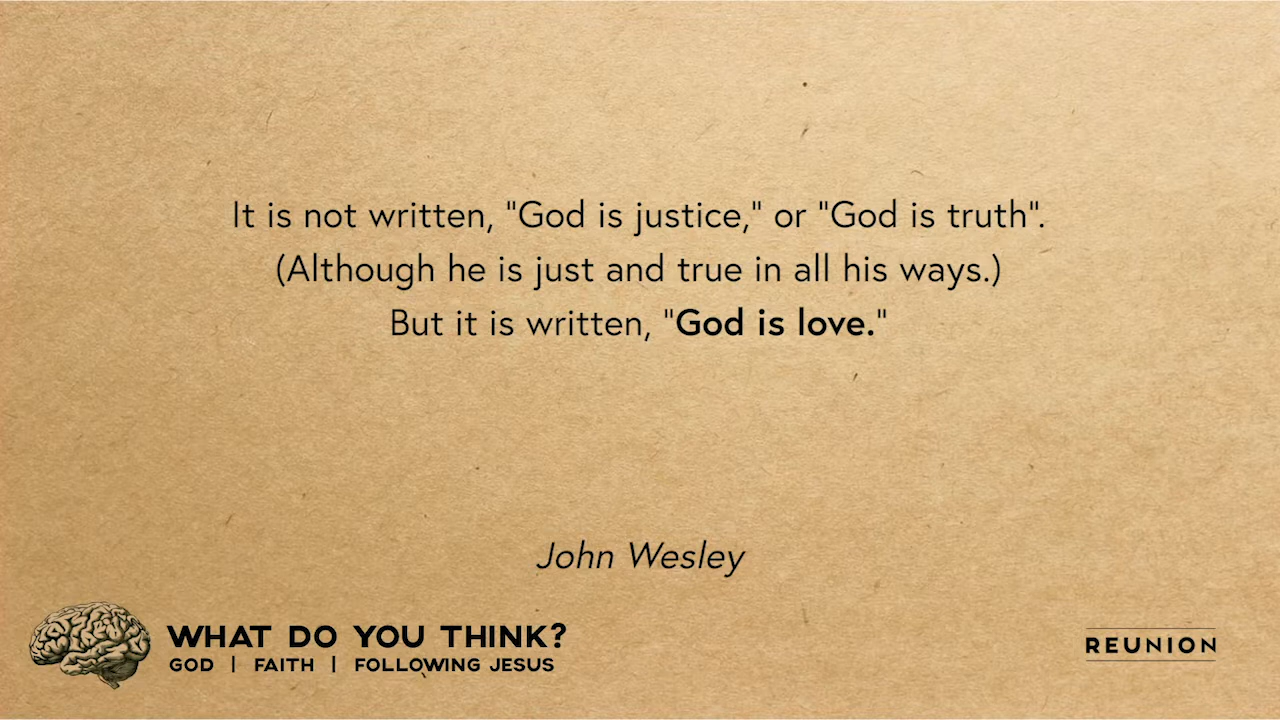 It is not written, "God is justice," or "God is truth".
(Although he is just and true in all his ways.)
But it is written, "God is love."
John Wesley
WHAT DO YOU THINK?
GOD | FAITH | FOLLOWING JESUS
REUNION